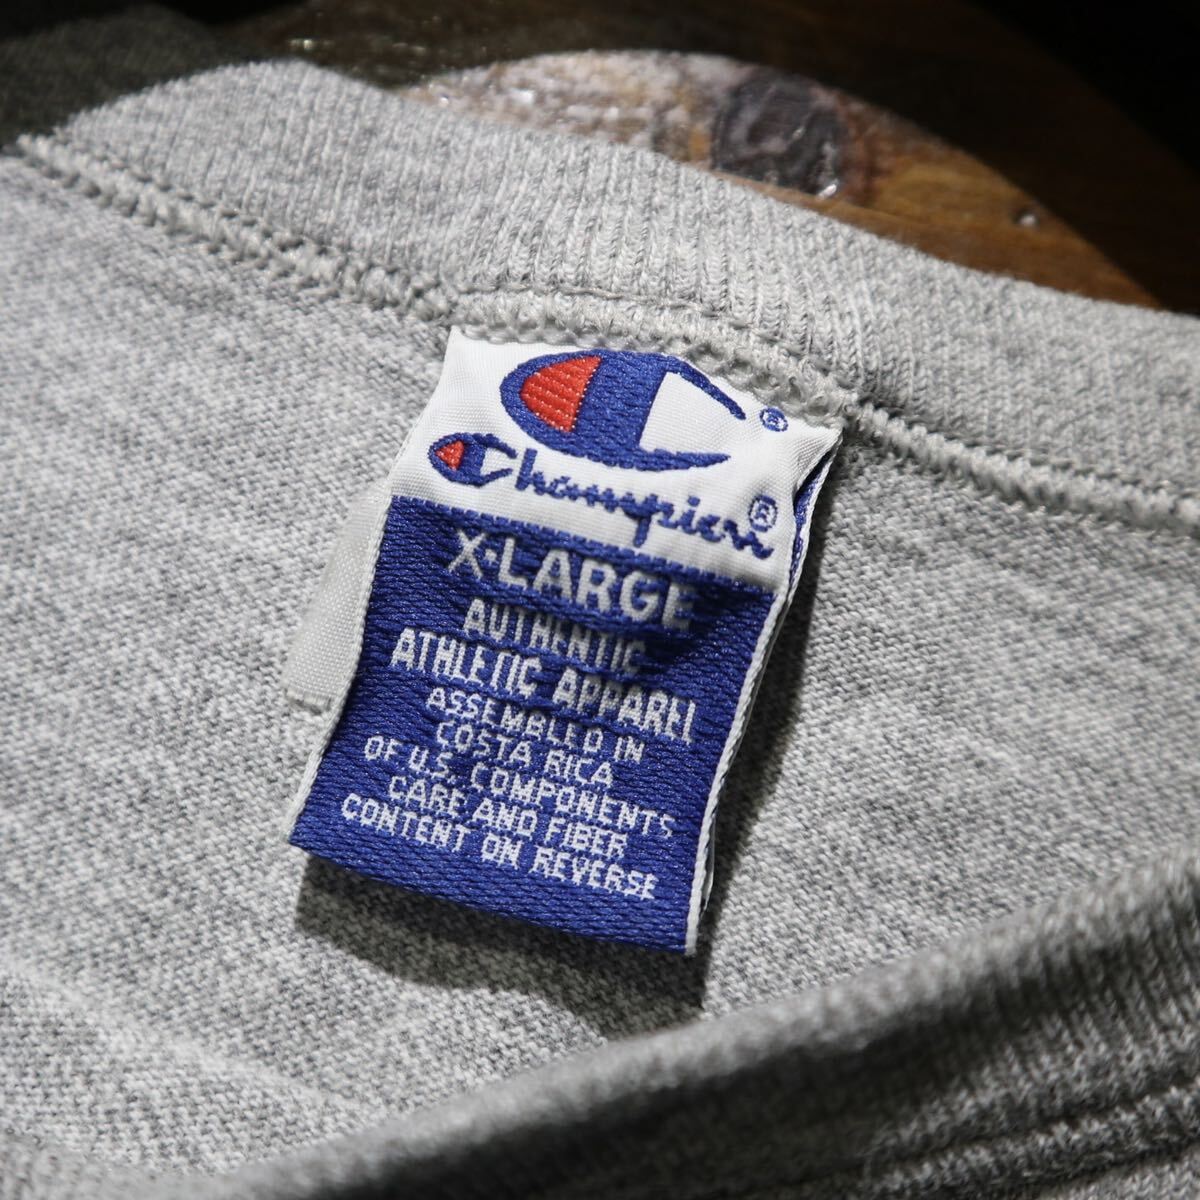 ®
Champion®
X-LARGE
AUTHENTIC
ATHLETIC APPAREL
ASSEMBLED IN
COSTA RICA
OF U.S. COMPONENTS
CARE AND FIBER
CONTENT ON REVERSE